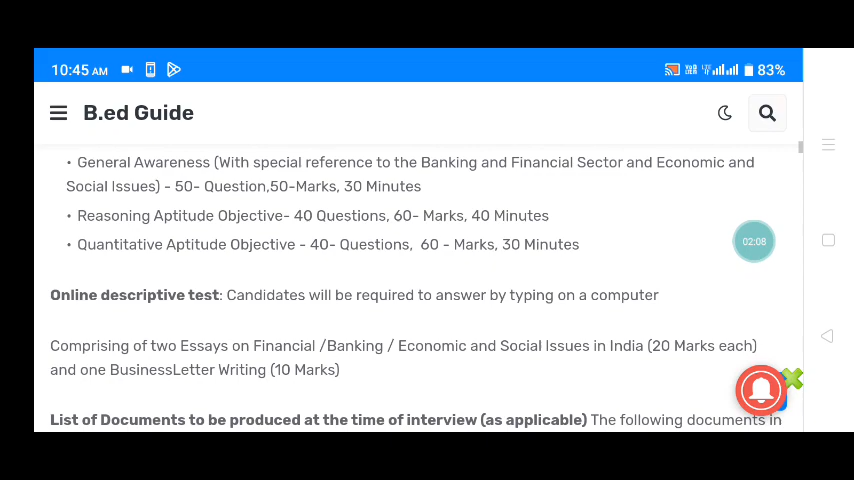 10:45 AM
83%
B.ed Guide
• General Awareness (With special reference to the Banking and Financial Sector and Economic and
Social Issues) - 50- Question,50-Marks, 30 Minutes
• Reasoning Aptitude Objective- 40 Questions, 60- Marks, 40 Minutes
• Quantitative Aptitude Objective - 40- Questions, 60 - Marks, 30 Minutes
02:08
Online descriptive test: Candidates will be required to answer by typing on a computer
Comprising of two Essays on Financial /Banking / Economic and Social Issues in India (20 Marks each)
and one BusinessLetter Writing (10 Marks)
List of Documents to be produced at the time of interview (as applicable) The following documents in